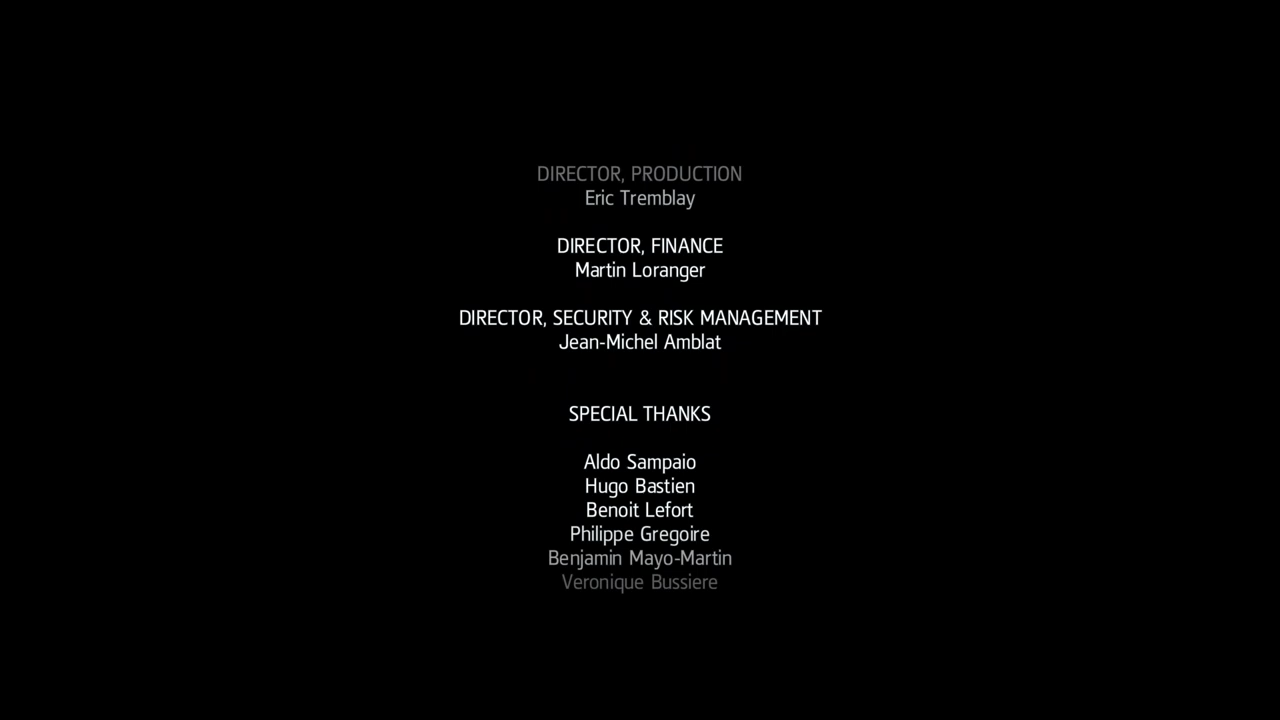 DIRECTOR, PRODUCTION
Eric Tremblay
DIRECTOR, FINANCE
Martin Loranger
DIRECTOR, SECURITY & RISK MANAGEMENT
Jean-Michel Amblat
SPECIAL THANKS
Aldo Sampaio
Hugo Bastien
Benoit Lefort
Philippe Gregoire
Benjamin Mayo-Martin
Veronique Bussiere